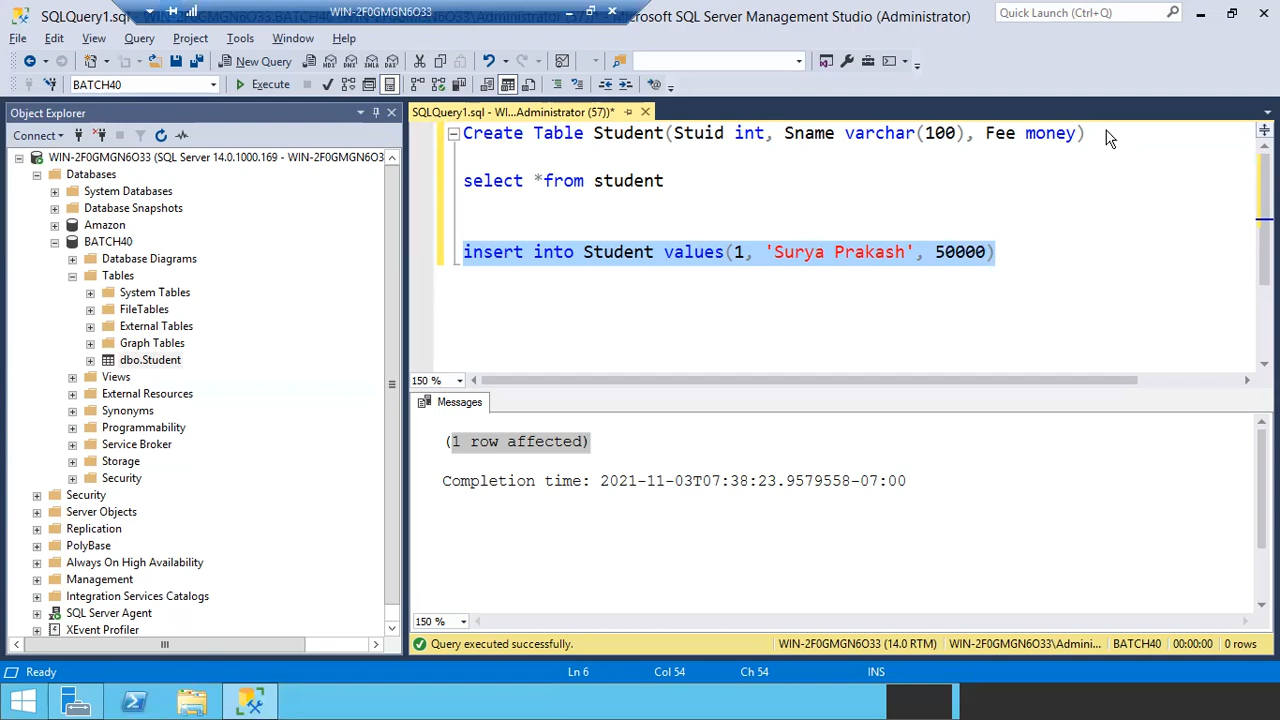 SQLQuery1.sql -
WIN-2F0GMGN6O33
Microsoft SQL Server Management Studio (Administrator)
Quick Launch (Ctrl+Q)
File Edit View Query Project Tools Window Help
New Query
BATCH40
Execute
Object Explorer
SQLQuery1.sql - WI...Administrator (57))*
Connect
WIN-2F0GMGN6O33 (SQL Server 14.0.1000.169 - WIN-2F0GMGN6O33
Databases
System Databases
Database Snapshots
Amazon
BATCH40
Database Diagrams
Tables
System Tables
FileTables
External Tables
Graph Tables
dbo.Student
Views
External Resources
Synonyms
Programmability
Service Broker
Storage
Security
Security
Server Objects
Replication
PolyBase
Always On High Availability
Management
Integration Services Catalogs
SQL Server Agent
XEvent Profiler
Create Table Student(Stuid int, Sname varchar(100), Fee money)
select *from student
insert into Student values(1, 'Surya Prakash', 50000)
150 %
Messages
(1 row affected)
Completion time: 2021-11-03T07:38:23.9579558-07:00
150 %
Query executed successfully.
WIN-2F0GMGN6O33 (14.0 RTM) WIN-2F0GMGN6O33\Admini... BATCH40 00:00:00 0 rows
Ready Ln 6 Col 54 Ch 54 INS